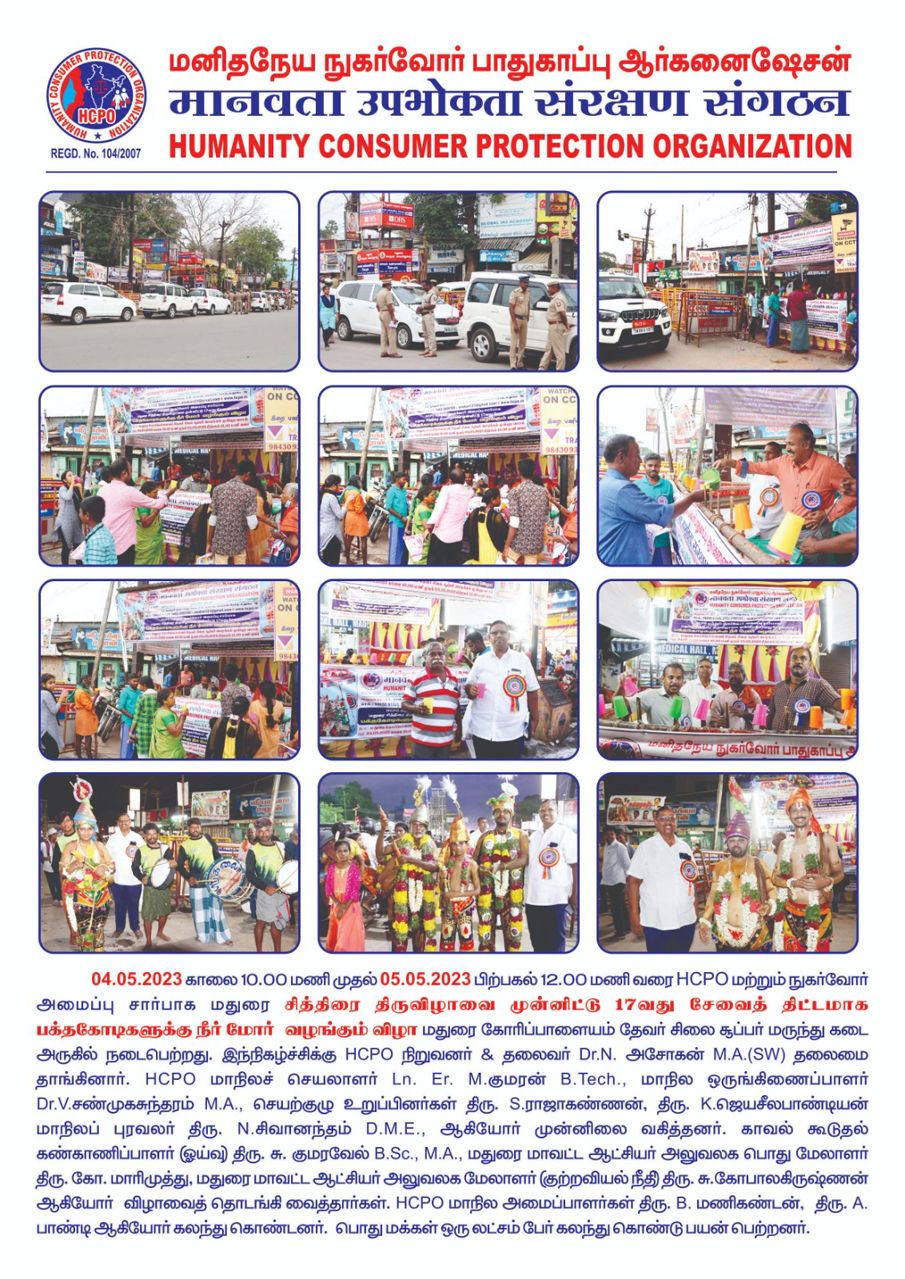 HUMANITY CONSUMER PROTECTION ORGANIZATION
HCPO
REGD. No. 104/2007
மனிதநேய நுகர்வோர் பாதுகாப்பு ஆர்கனைஷேசன்
मानवता उपभोक्ता संरक्षण संगठन
HUMANITY CONSUMER PROTECTION ORGANIZATION
04.05.2023 காலை 10.00 மணி முதல் 05.05.2023 பிற்பகல் 12.00 மணி வரை HCPO மற்றும் நுகர்வோர்
அமைப்பு சார்பாக மதுரை சித்திரை திருவிழாவை முன்னிட்டு 17வது சேவைத் திட்டமாக
பக்தகோடிகளுக்கு நீர் மோர் வழங்கும் விழா மதுரை கோரிப்பாளையம் தேவர் சிலை சூப்பர் மருந்து கடை
அருகில் நடைபெற்றது. இந்நிகழ்ச்சிக்கு HCPO நிறுவனர் & தலைவர் Dr.N. அசோகன் M.A.(SW) தலைமை
தாங்கினார். HCPO மாநிலச் செயலாளர் Ln. Er. M.குமரன் B.Tech., மாநில ஒருங்கிணைப்பாளர்
Dr.V.சண்முகசுந்தரம் M.A., செயற்குழு உறுப்பினர்கள் திரு. S.ராஜாகண்ணன், திரு. K.ஜெயசீலபாண்டியன்
மாநிலப் புரவலர் திரு. N.சிவானந்தம் D.M.E., ஆகியோர் முன்னிலை வகித்தனர். காவல் கூடுதல்
கண்காணிப்பாளர் (ஓய்வு) திரு. சு. குமரவேல் B.Sc., M.A., மதுரை மாவட்ட ஆட்சியர் அலுவலக பொது மேலாளர்
திரு. கோ. மாரிமுத்து, மதுரை மாவட்ட ஆட்சியர் அலுவலக மேலாளர் (குற்றவியல் நீதி) திரு. சு.கோபாலகிருஷ்ணன்
ஆகியோர் விழாவைத் தொடங்கி வைத்தார்கள். HCPO மாநில அமைப்பாளர்கள் திரு. B. மணிகண்டன், திரு. A.
பாண்டி ஆகியோர் கலந்து கொண்டனர். பொது மக்கள் ஒரு லட்சம் பேர் கலந்து கொண்டு பயன் பெற்றனர்.